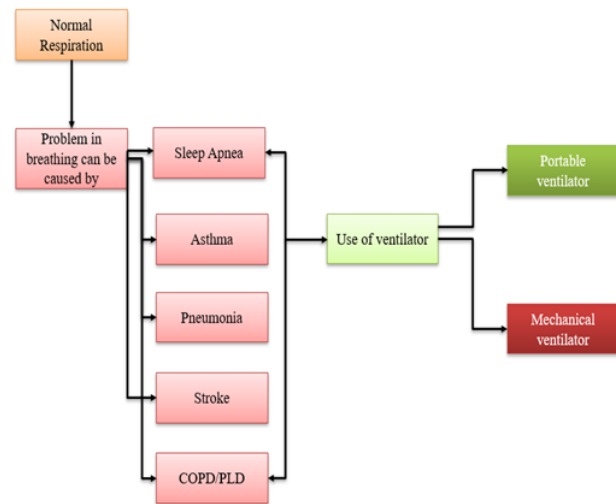 Normal
Respiration
Problem in
breathing can be
caused by
Sleep Apnea
Asthma
Pneumonia
Stroke
COPD/PLD
Use of ventilator
Portable
ventilator
Mechanical
ventilator